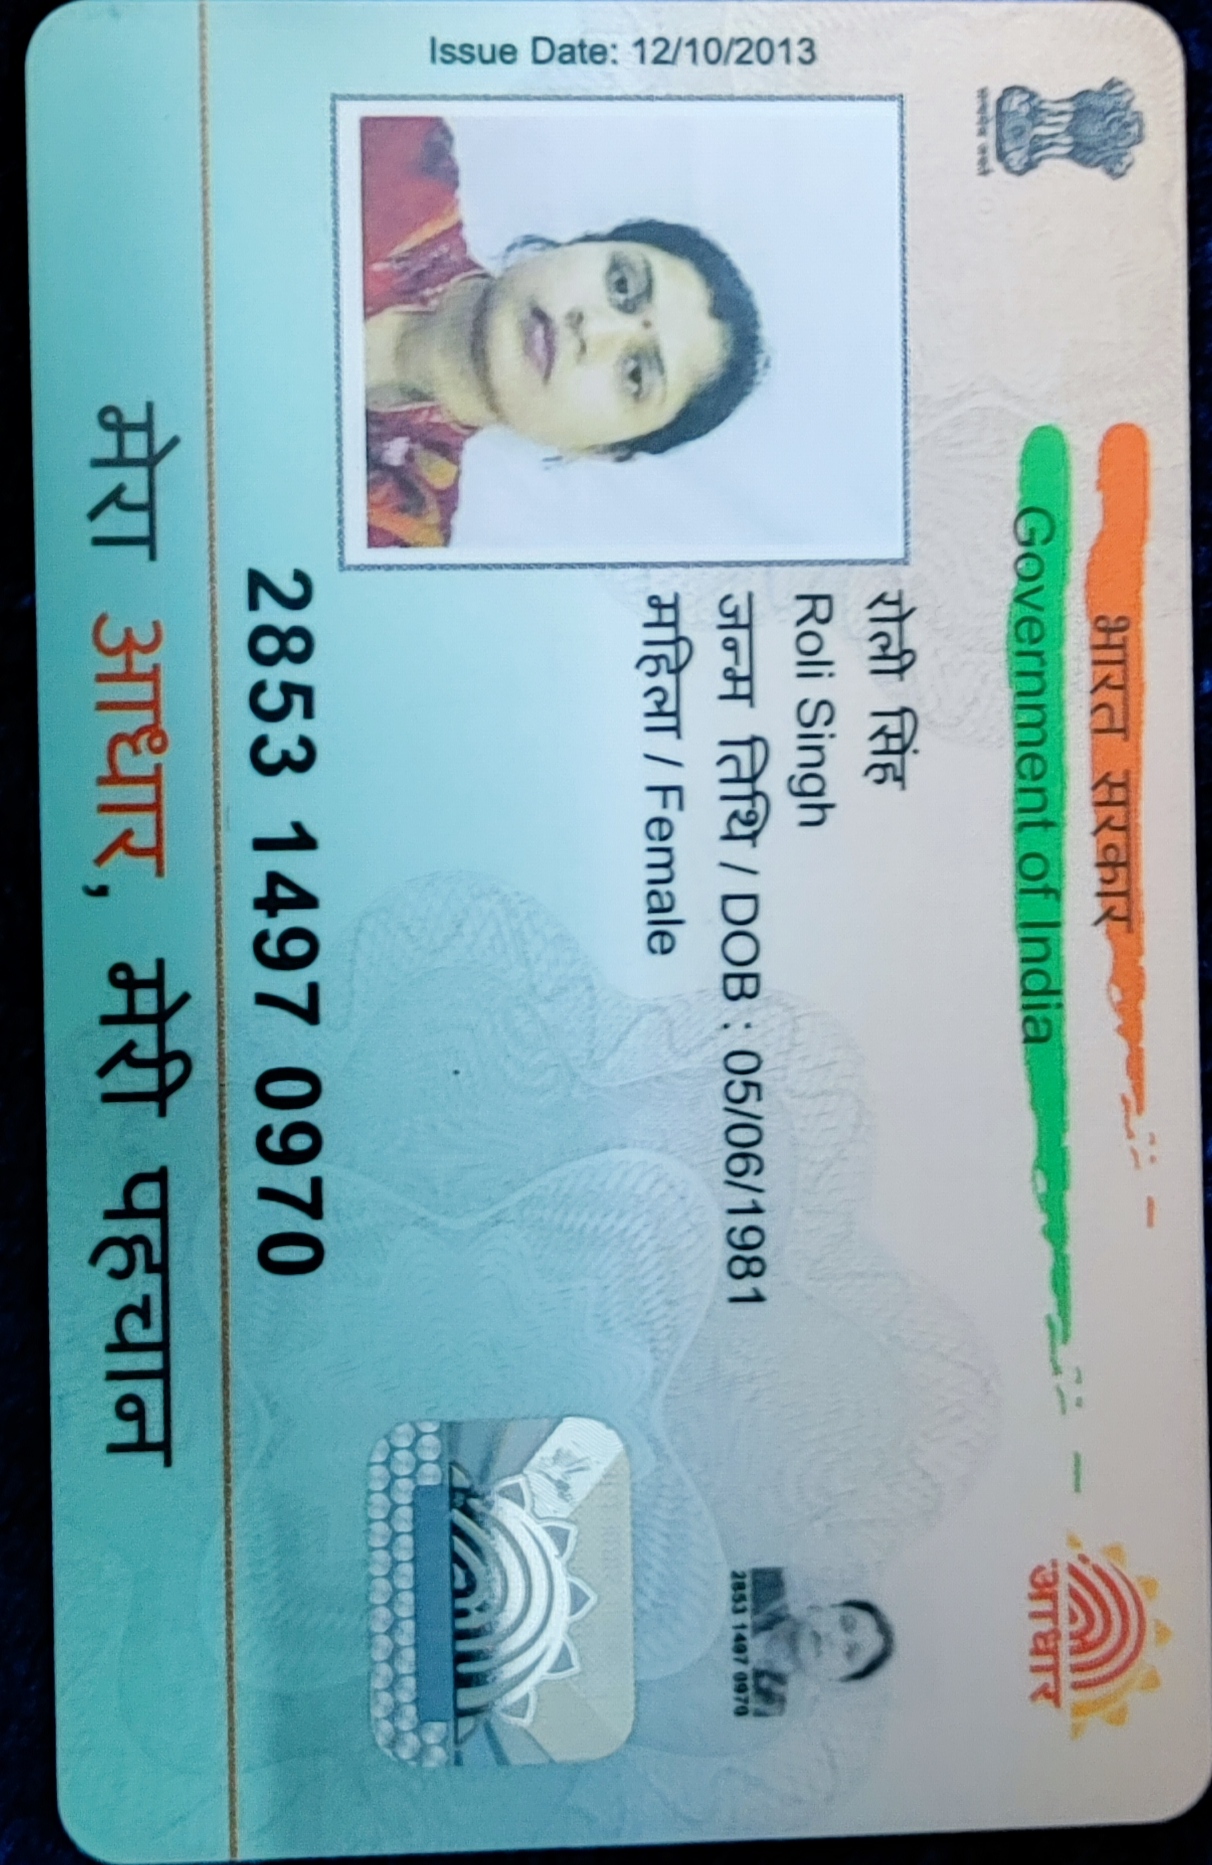 Issue Date: 12/10/2013
सत्यमेव जयते
भारत सरकार
Government of India
आधार
रोली सिंह
Roli Singh
जन्म तिथि / DOB : 05/06/1981
महिला / Female
2853 1497 0970
2853 1497 0970
मेरा आधार, मेरी पहचान